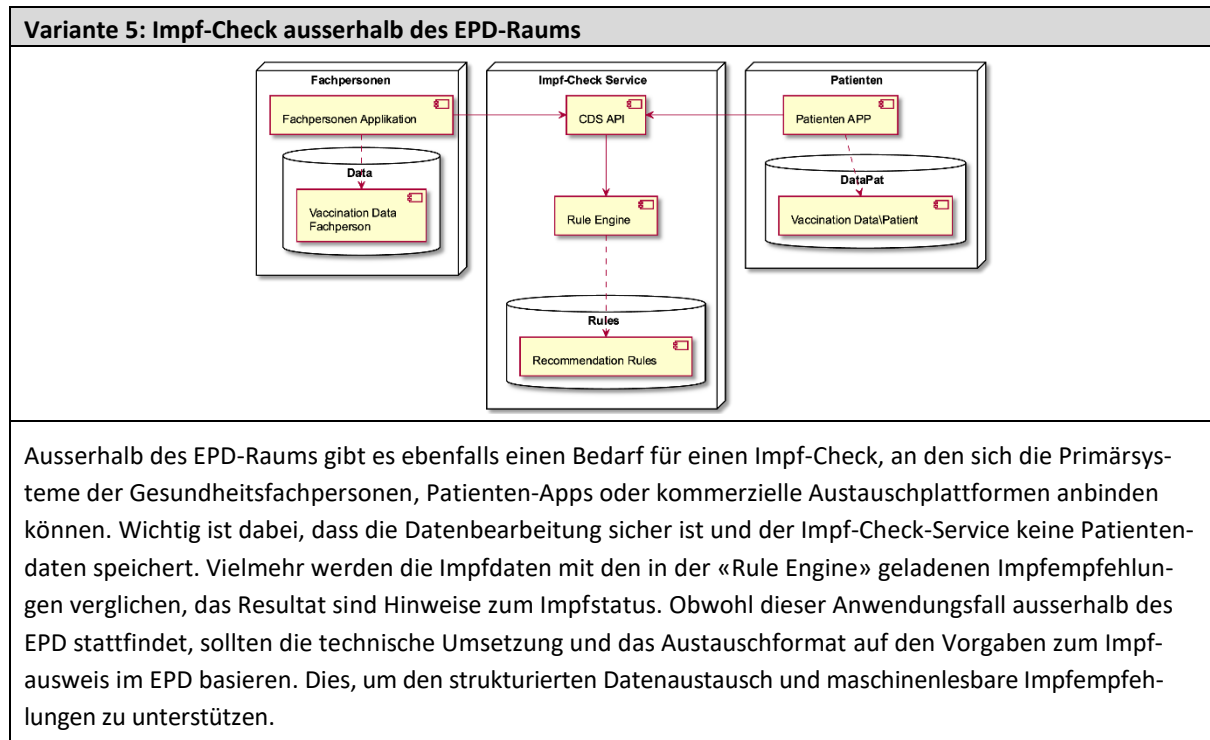 Variante 5: Impf-Check ausserhalb des EPD-Raums
Fachpersonen
Impf-Check Service
Patienten
Fachpersonen Applikation
CDS API
Patienten APP
Data
DataPat
Vaccination Data
Fachperson
Rule Engine
Vaccination Data\Patient
Rules
Recommendation Rules
Ausserhalb des EPD-Raums gibt es ebenfalls einen Bedarf für einen Impf-Check, an den sich die Primärsys-
teme der Gesundheitsfachpersonen, Patienten-Apps oder kommerzielle Austauschplattformen anbinden
können. Wichtig ist dabei, dass die Datenbearbeitung sicher ist und der Impf-Check-Service keine Patienten-
daten speichert. Vielmehr werden die Impfdaten mit den in der «Rule Engine» geladenen Impfempfehlun-
gen verglichen, das Resultat sind Hinweise zum Impfstatus. Obwohl dieser Anwendungsfall ausserhalb des
EPD stattfindet, sollten die technische Umsetzung und das Austauschformat auf den Vorgaben zum Impf-
ausweis im EPD basieren. Dies, um den strukturierten Datenaustausch und maschinenlesbare Impfempfeh-
lungen zu unterstützen.